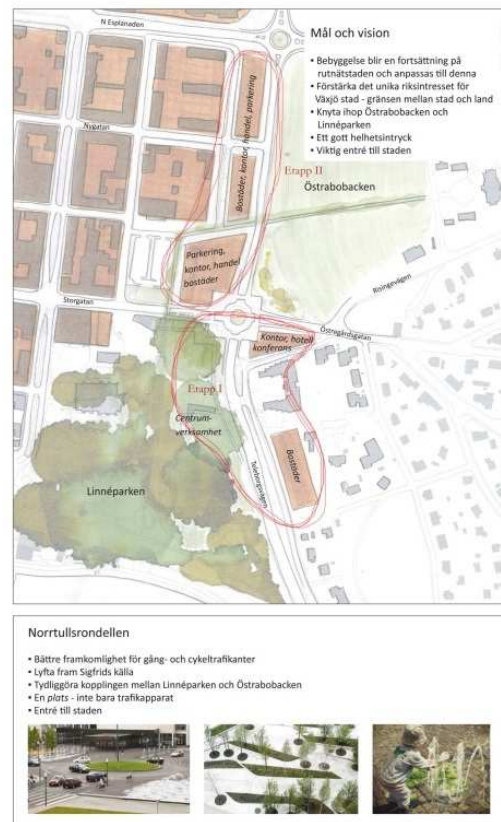 N Esplanaden
Mål och vision
• Bebyggelse blir en fortsättning på
rutnätstaden och anpassas till denna
• Förstärka det unika riksintresset för
Växjö stad - gränsen mellan stad och land
• Knyta ihop Östrabobacken och
Linnéparken
• Ett gott helhetsintryck
• Viktig entré till staden
Nygatan
Bostäder, kontor, handel, parkering
Etapp II
Östrabobacken
Parkering,
kontor, handel
bostäder
Storgatan
Risingevägen
Östregårdsgatan
Kontor, hotell
konferans
Etapp I
Centrum-
verksamhet
Linnéparken
Teleborgsvägen
Bostäder
Norrtullsrondellen
• Bättre framkomlighet för gång- och cykeltrafikanter
• Lyfta fram Sigfrids källa
• Tydliggöra kopplingen mellan Linnéparken och Östrabobacken
• En plats - inte bara trafikapparat
• Entré till staden